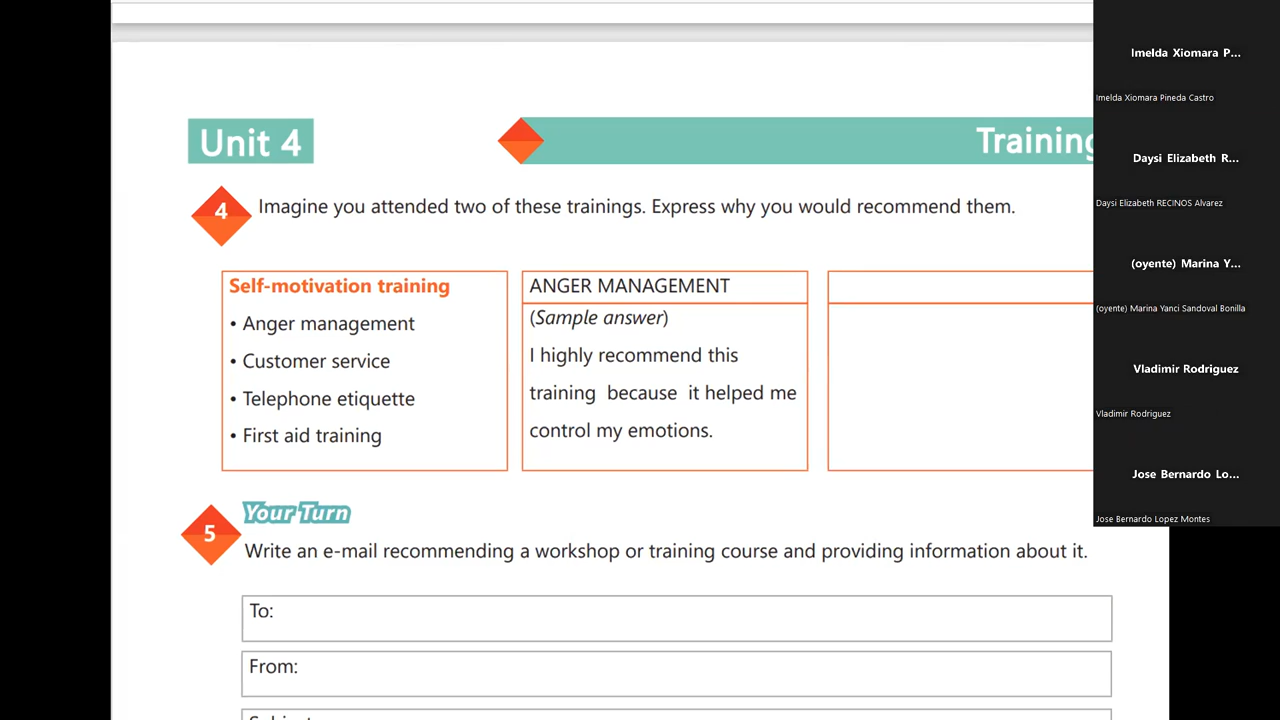 Unit 4
Training
4
Imagine you attended two of these trainings. Express why you would recommend them.
Self-motivation training
• Anger management
• Customer service
• Telephone etiquette
• First aid training
ANGER MANAGEMENT
(Sample answer)
I highly recommend this
training because it helped me
control my emotions.
5
Your Turn
Write an e-mail recommending a workshop or training course and providing information about it.
To:
From:
Imelda Xiomara P...
Imelda Xiomara Pineda Castro
Daysi Elizabeth R...
Daysi Elizabeth RECINOS Alvarez
(oyente) Marina Y...
(oyente) Marina Yanci Sandoval Bonilla
Vladimir Rodriguez
Vladimir Rodriguez
Jose Bernardo Lo...
Jose Bernardo Lopez Montes